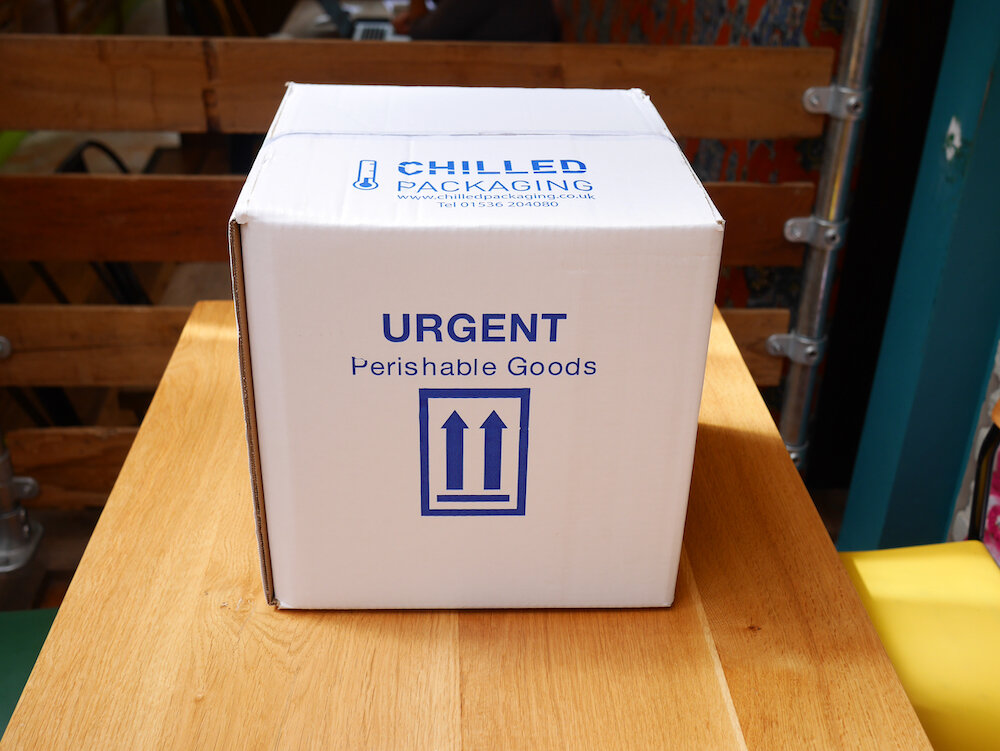 CHILLED
PACKAGING
www.chilledpackaging.co.uk
Tel 01536 204080
URGENT
Perishable Goods